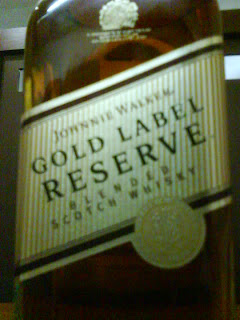 JOHNNIE WALKER
GOLD LABEL
RESERVE
BLENDED
SCOTCH WHISKY